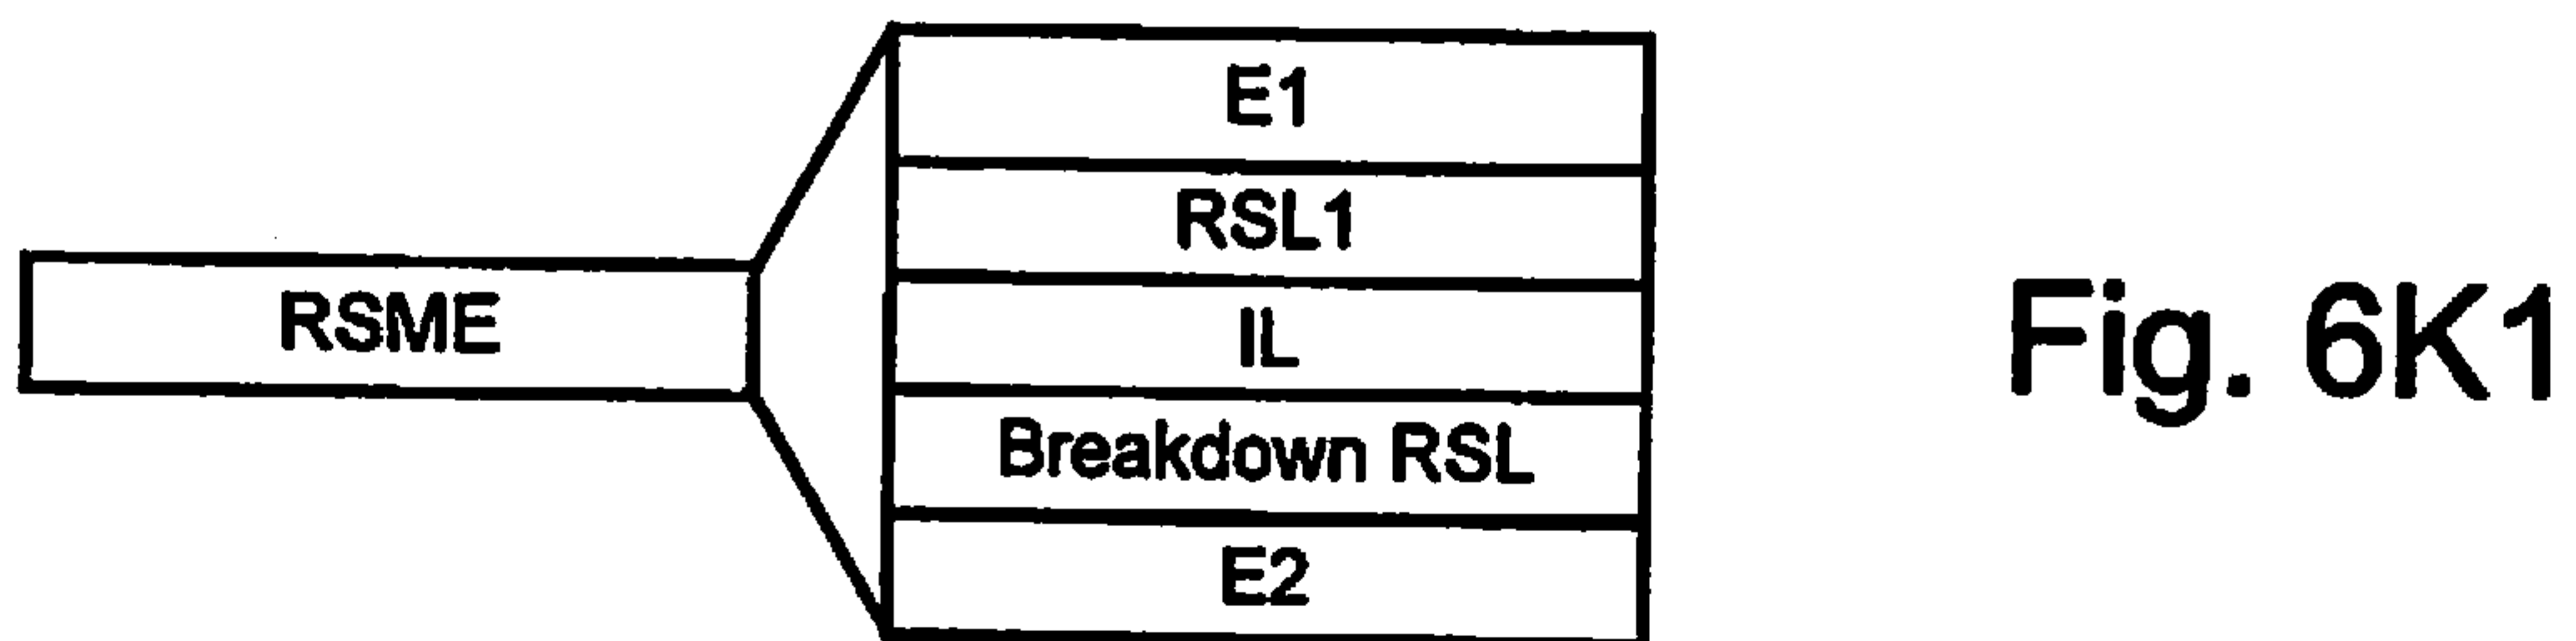 E1
RSL1
RSME
IL
Breakdown RSL
E2
Fig. 6K1